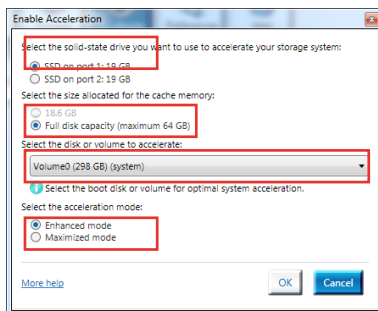 Enable Acceleration
Select the solid-state drive you want to use to accelerate your storage system:
SSD on port 1: 19 GB
SSD on port 2: 19 GB
Select the size allocated for the cache memory:
18.6 GB
Full disk capacity (maximum 64 GB)
Select the disk or volume to accelerate:
Volume0 (298 GB) (system)
Select the boot disk or volume for optimal system acceleration.
Select the acceleration mode:
Enhanced mode
Maximized mode
More help
OK
Cancel